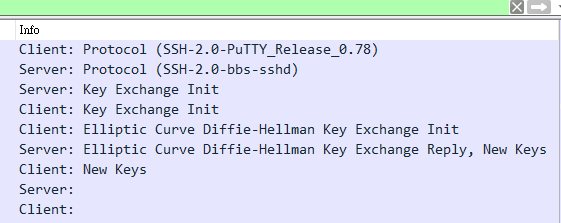 Info
Client: Protocol (SSH-2.0-PuTTY_Release_0.78)
Server: Protocol (SSH-2.0-bbs-sshd)
Server: Key Exchange Init
Client: Key Exchange Init
Client: Elliptic Curve Diffie-Hellman Key Exchange Init
Server: Elliptic Curve Diffie-Hellman Key Exchange Reply, New Keys
Client: New Keys
Server:
Client: